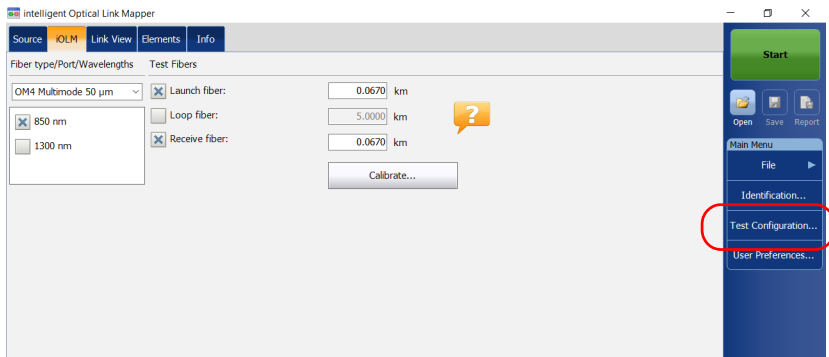 intelligent Optical Link Mapper
Source iOLM Link View Elements Info
Fiber type/Port/Wavelengths Test Fibers
OM4 Multimode 50 µm
850 nm
1300 nm
Launch fiber: 0.0670 km
Loop fiber: 5.0000 km
Receive fiber: 0.0670 km
?
Calibrate...
Start
Open Save Report
Main Menu
File
Identification...
Test Configuration...
User Preferences...